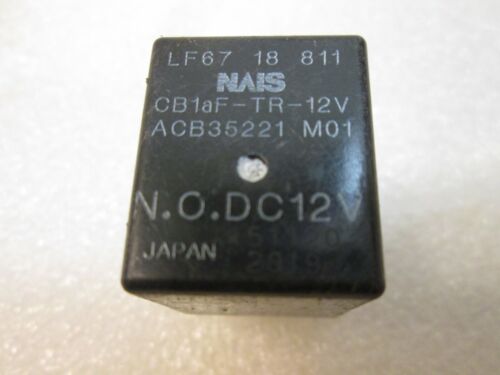 LF67 18 811
NAIS
CB1aF-TR-12V
ACB35221 M01
N.O.DC12V
JAPAN